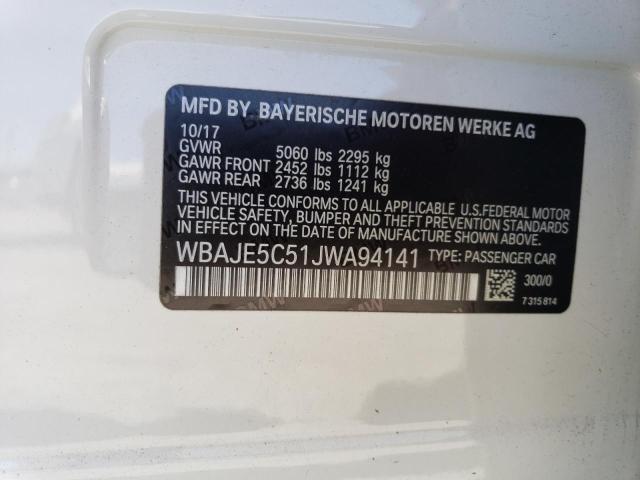 MFD BY BAYERISCHE MOTOREN WERKE AG
10/17
GVWR 5060 lbs 2295 kg
GAWR FRONT 2452 lbs 1112 kg
GAWR REAR 2736 lbs 1241 kg
THIS VEHICLE CONFORMS TO ALL APPLICABLE U.S.FEDERAL MOTOR
VEHICLE SAFETY, BUMPER AND THEFT PREVENTION STANDARDS
IN EFFECT ON THE DATE OF MANUFACTURE SHOWN ABOVE.
WBAJE5C51JWA94141 TYPE: PASSENGER CAR
300/0
7 315 814